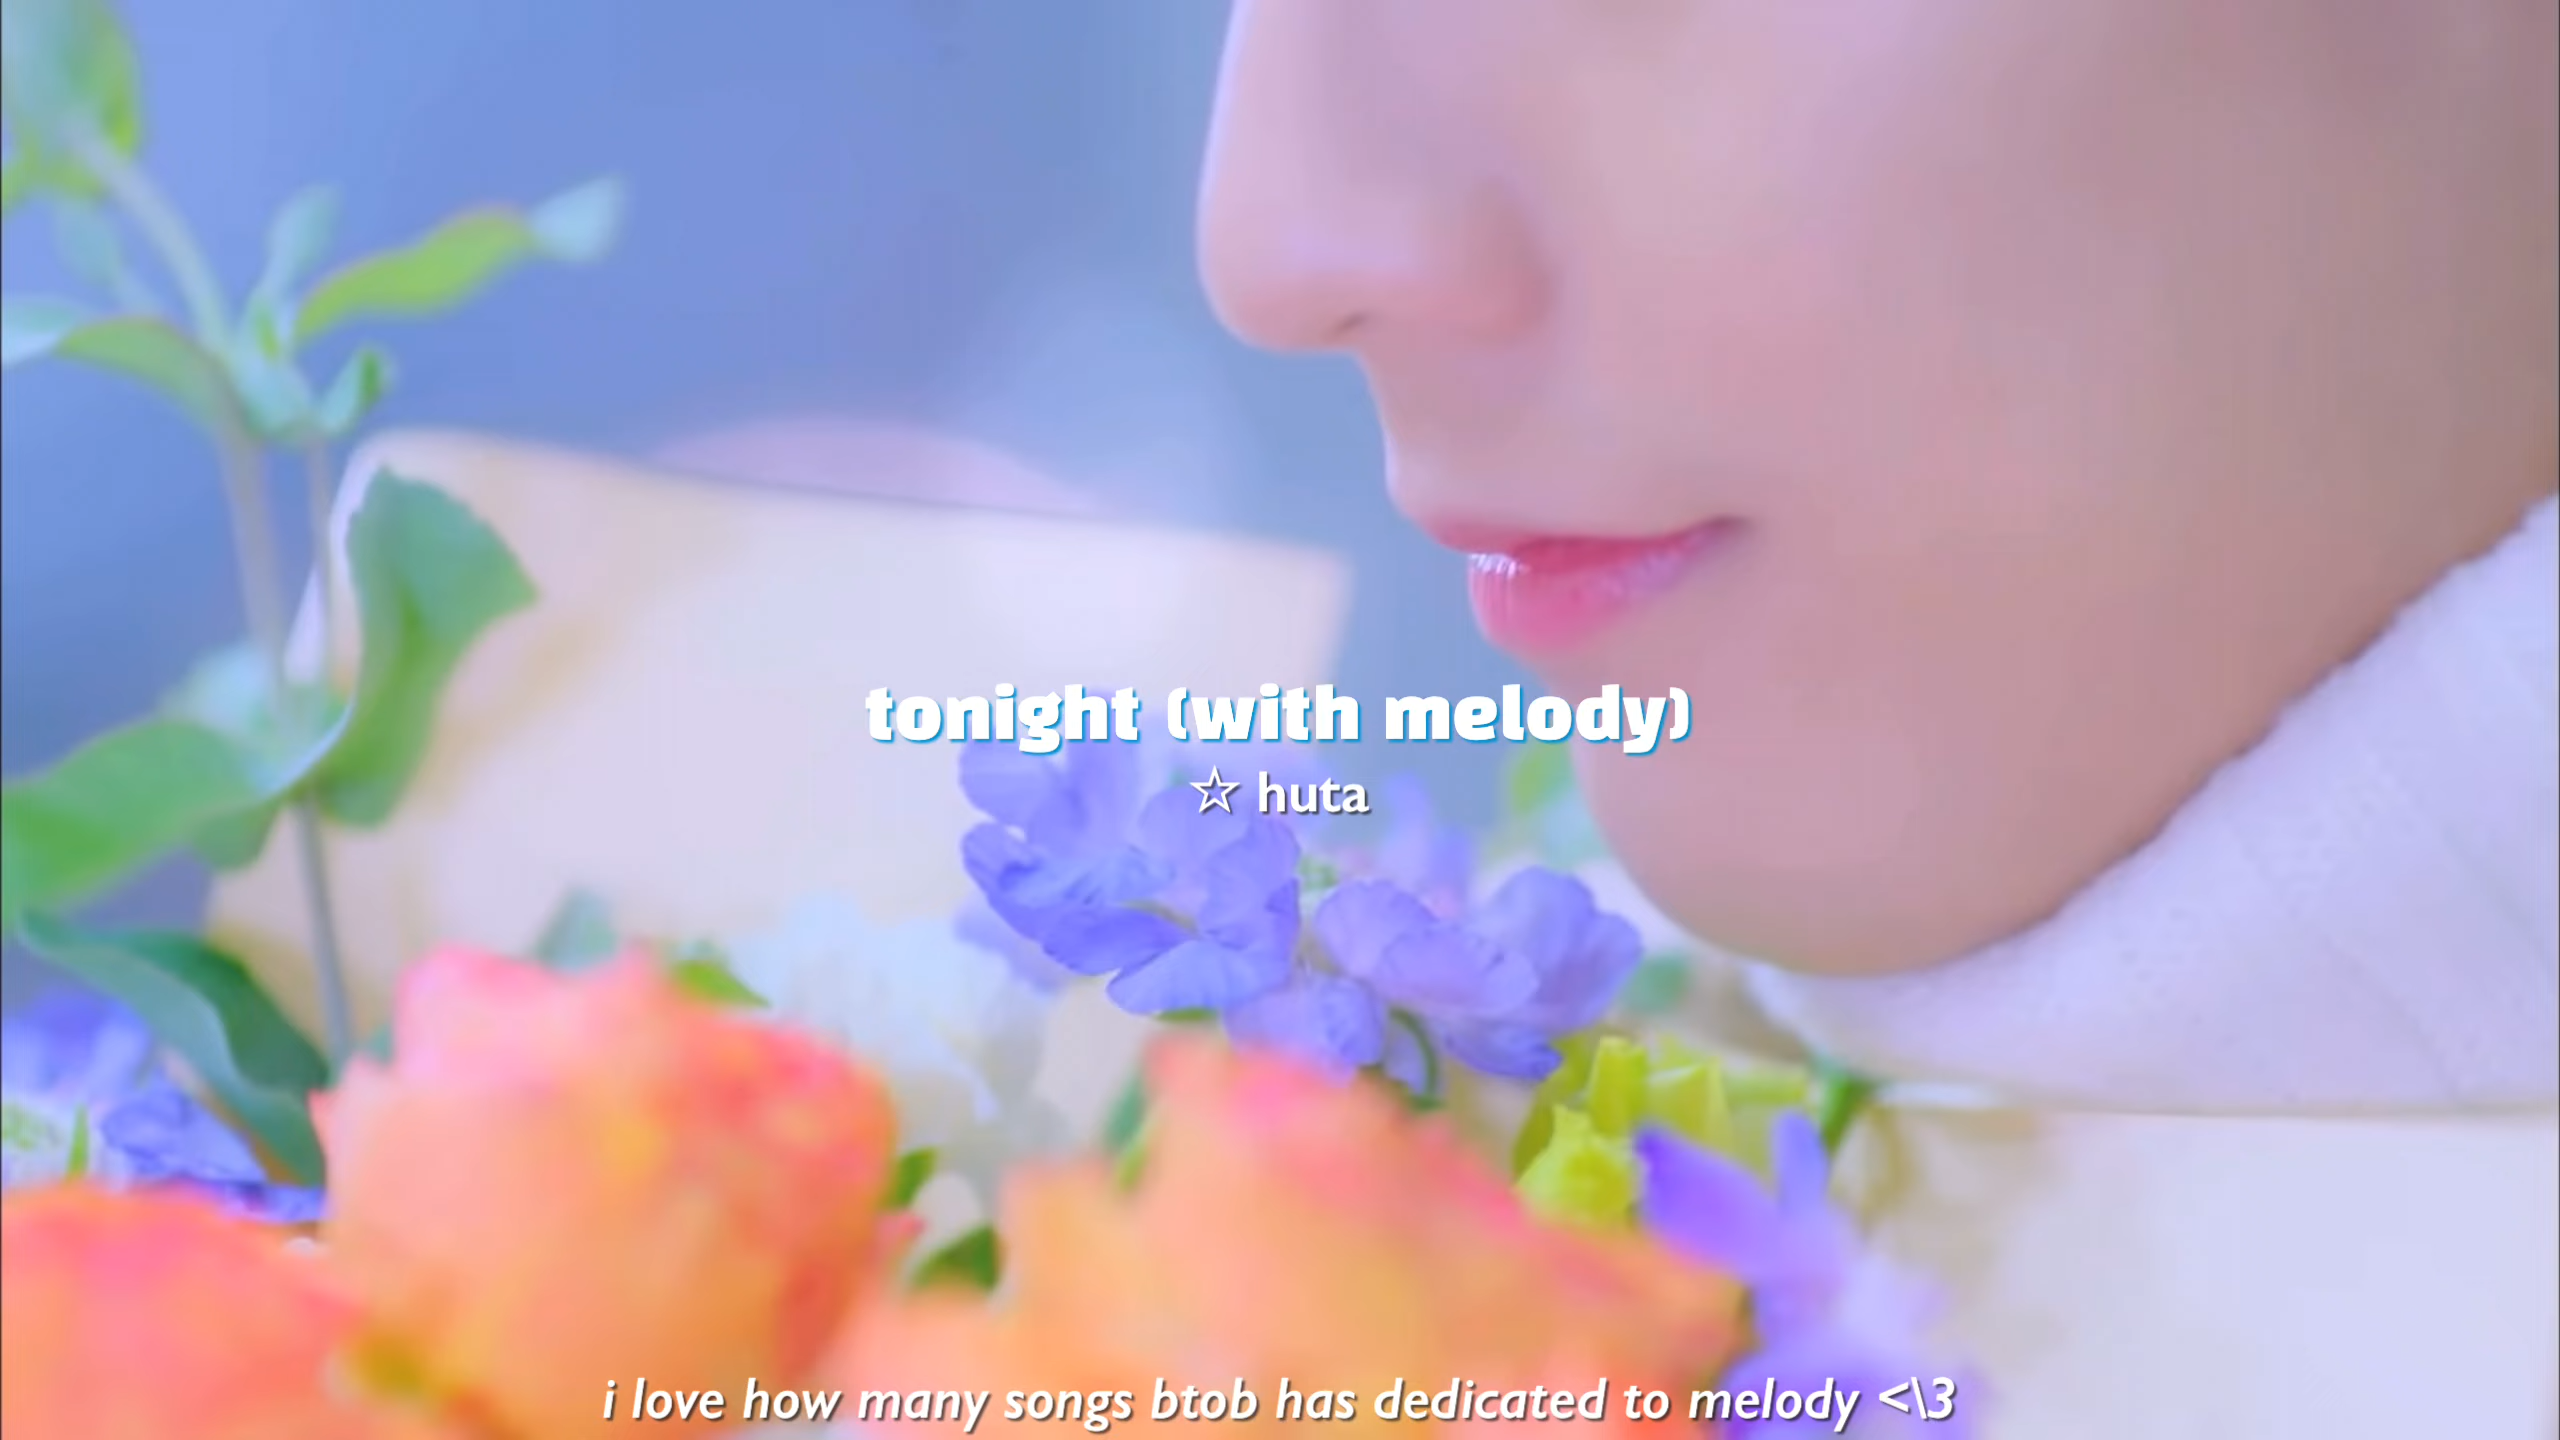 tonight (with melody)
☆ huta
i love how many songs btob has dedicated to melody <\3